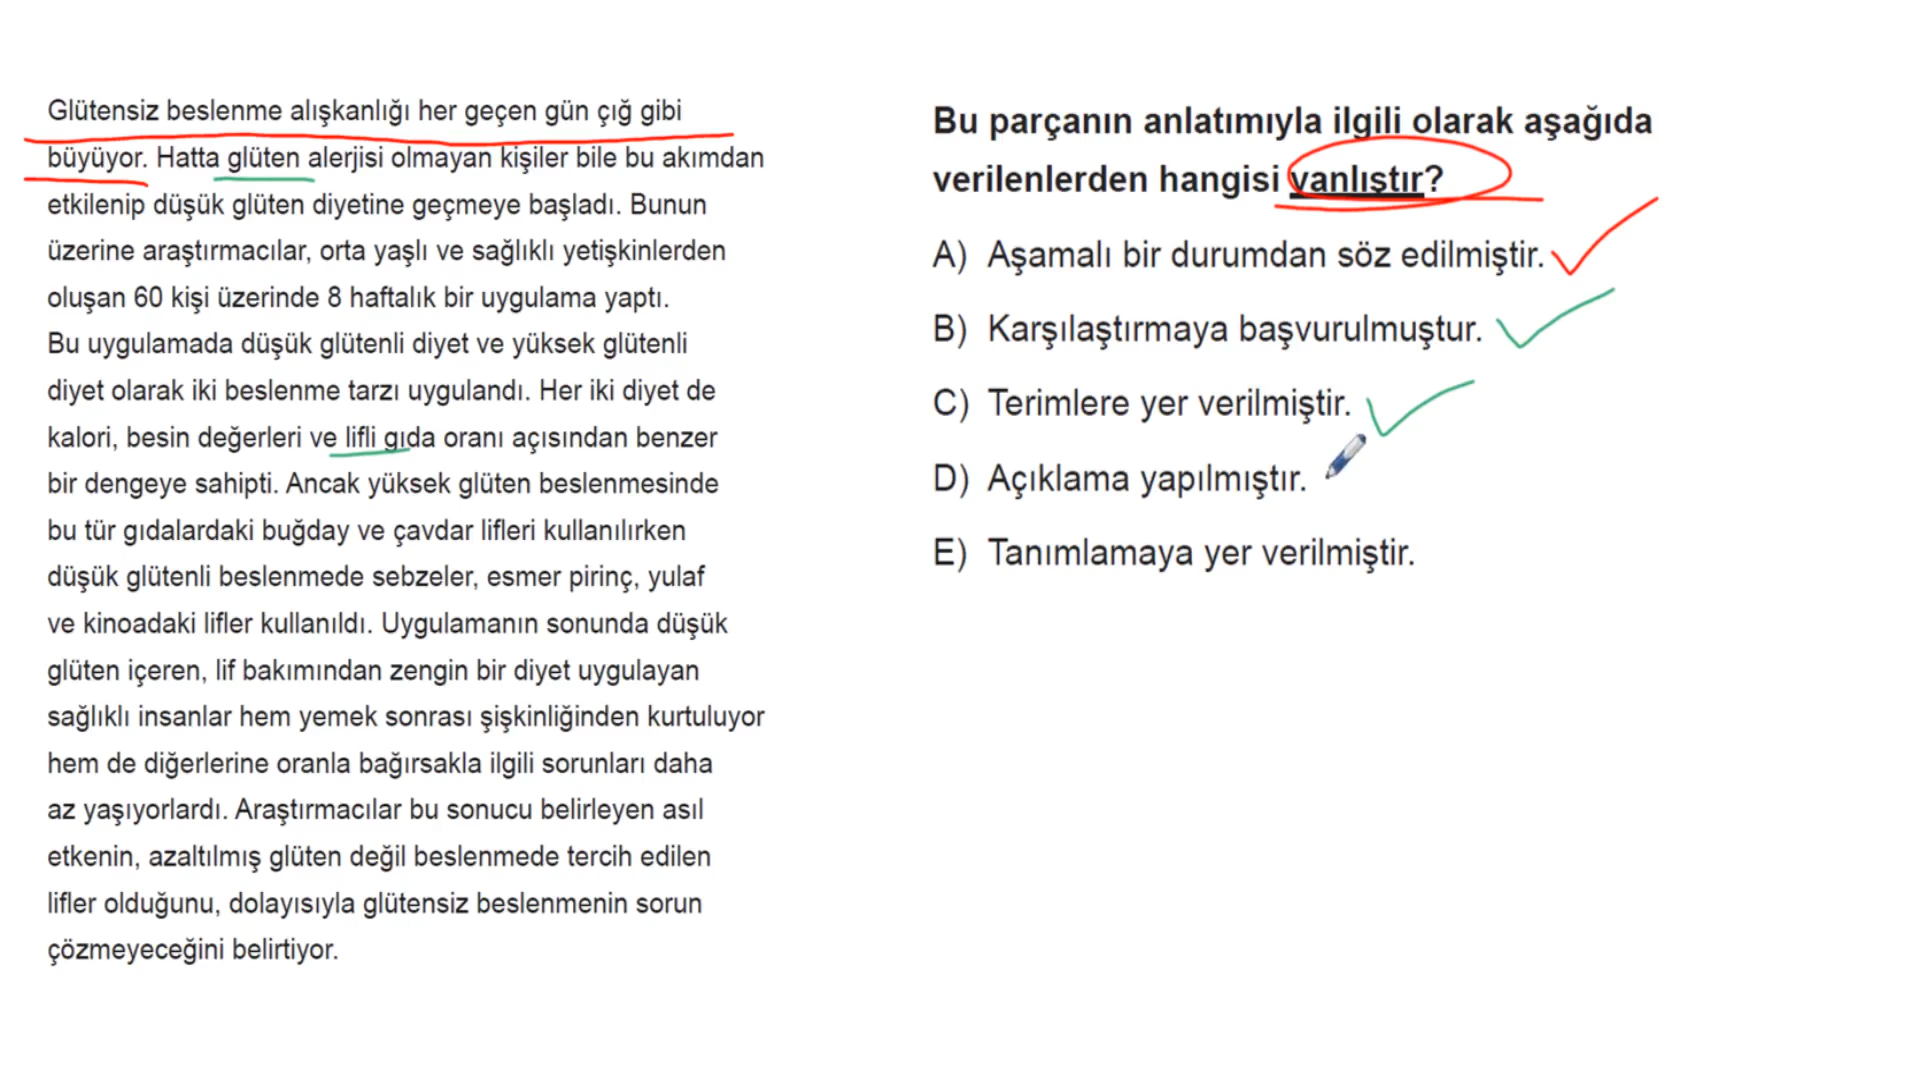 Glütensiz beslenme alışkanlığı her geçen gün çığ gibi
büyüyor. Hatta glüten alerjisi olmayan kişiler bile bu akımdan
etkilenip düşük glüten diyetine geçmeye başladı. Bunun
üzerine araştırmacılar, orta yaşlı ve sağlıklı yetişkinlerden
oluşan 60 kişi üzerinde 8 haftalık bir uygulama yaptı.
Bu uygulamada düşük glütenli diyet ve yüksek glütenli
diyet olarak iki beslenme tarzı uygulandı. Her iki diyet de
kalori, besin değerleri ve lifli gıda oranı açısından benzer
bir dengeye sahipti. Ancak yüksek glüten beslenmesinde
bu tür gıdalardaki buğday ve çavdar lifleri kullanılırken
düşük glütenli beslenmede sebzeler, esmer pirinç, yulaf
ve kinoadaki lifler kullanıldı. Uygulamanın sonunda düşük
glüten içeren, lif bakımından zengin bir diyet uygulayan
sağlıklı insanlar hem yemek sonrası şişkinliğinden kurtuluyor
hem de diğerlerine oranla bağırsakla ilgili sorunları daha
az yaşıyorlardı. Araştırmacılar bu sonucu belirleyen asıl
etkenin, azaltılmış glüten değil beslenmede tercih edilen
lifler olduğunu, dolayısıyla glütensiz beslenmenin sorun
çözmeyeceğini belirtiyor.
Bu parçanın anlatımıyla ilgili olarak aşağıda
verilenlerden hangisi yanlıştır?
A) Aşamalı bir durumdan söz edilmiştir.
B) Karşılaştırmaya başvurulmuştur.
C) Terimlere yer verilmiştir.
D) Açıklama yapılmıştır.
E) Tanımlamaya yer verilmiştir.